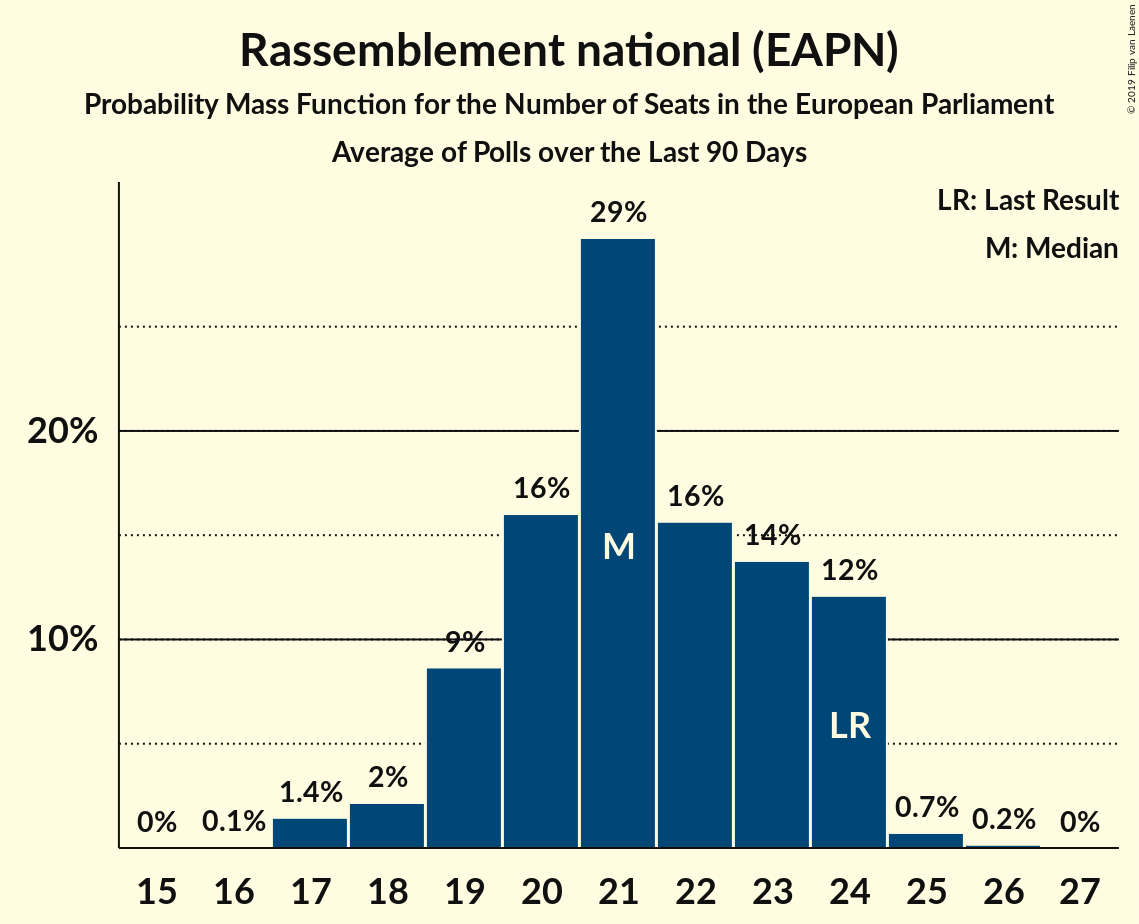 Rassemblement national (EAPN)
Probability Mass Function for the Number of Seats in the European Parliament
Average of Polls over the Last 90 Days
© 2019 Filip van Laenen
LR: Last Result
M: Median
29%
20%
16%
16%
14%
M
12%
10%
9%
LR
2%
1.4%
0.7%
0%
0.1%
0.2%
0%
15 16 17 18 19 20 21 22 23 24 25 26 27